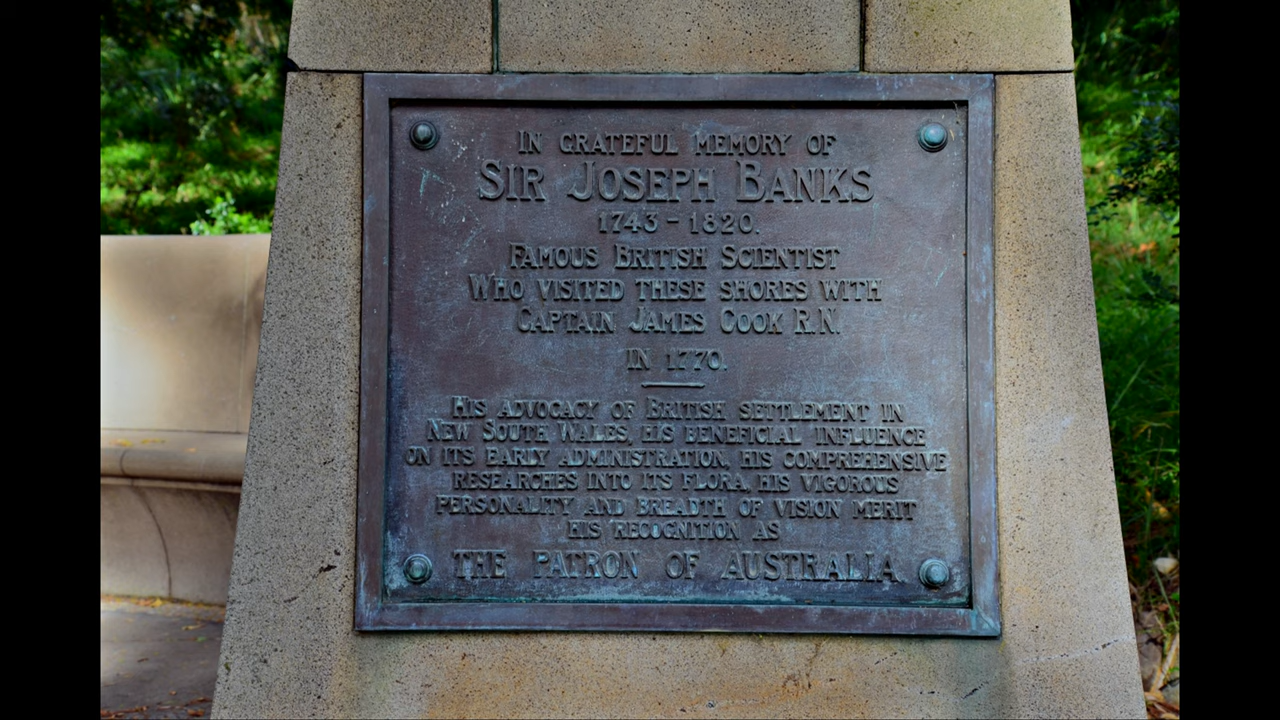 IN GRATEFUL MEMORY OF
SIR JOSEPH BANKS
1743 - 1820.
FAMOUS BRITISH SCIENTIST
WHO VISITED THESE SHORES WITH
CAPTAIN JAMES COOK R.N.
IN 1770.
HIS ADVOCACY OF BRITISH SETTLEMENT IN
NEW SOUTH WALES, HIS BENEFICIAL INFLUENCE
ON ITS EARLY ADMINISTRATION, HIS COMPREHENSIVE
RESEARCHES INTO ITS FLORA, HIS VIGOROUS
PERSONALITY AND BREADTH OF VISION MERIT
HIS RECOGNITION AS
THE PATRON OF AUSTRALIA